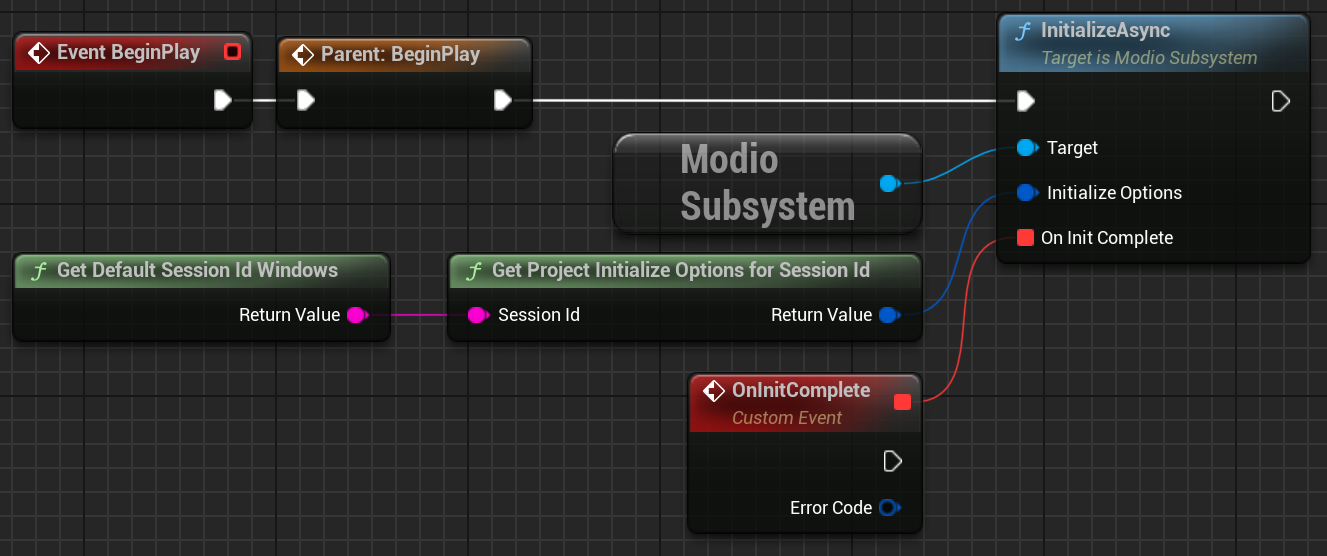 Event BeginPlay
Parent: BeginPlay
InitializeAsync
Target is Modio Subsystem
Target
Initialize Options
On Init Complete
Modio
Subsystem
Get Default Session Id Windows
Return Value
Get Project Initialize Options for Session Id
Session Id
Return Value
OnInitComplete
Custom Event
Error Code